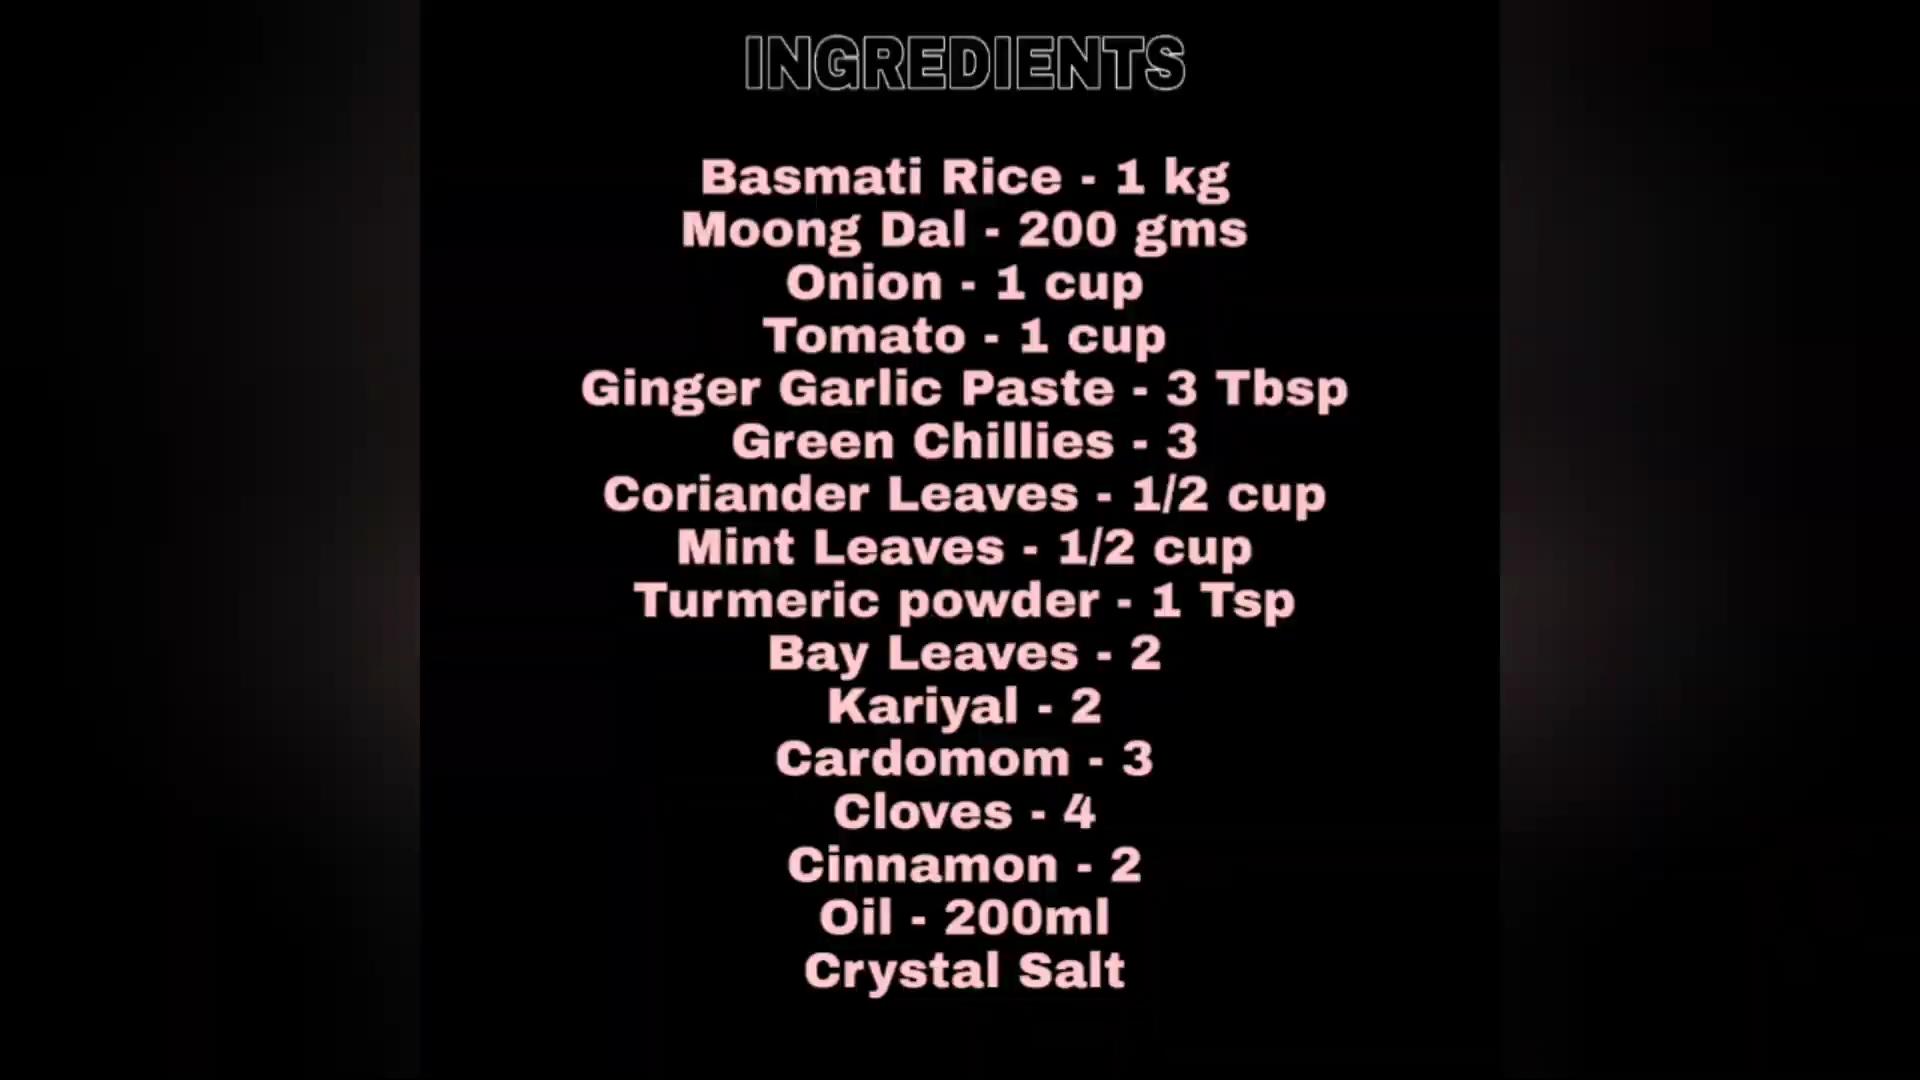 INGREDIENTS
Basmati Rice - 1 kg
Moong Dal - 200 gms
Onion - 1 cup
Tomato - 1 cup
Ginger Garlic Paste - 3 Tbsp
Green Chillies - 3
Coriander Leaves - 1/2 cup
Mint Leaves - 1/2 cup
Turmeric powder - 1 Tsp
Bay Leaves - 2
Kariyal - 2
Cardomom - 3
Cloves - 4
Cinnamon - 2
Oil - 200ml
Crystal Salt